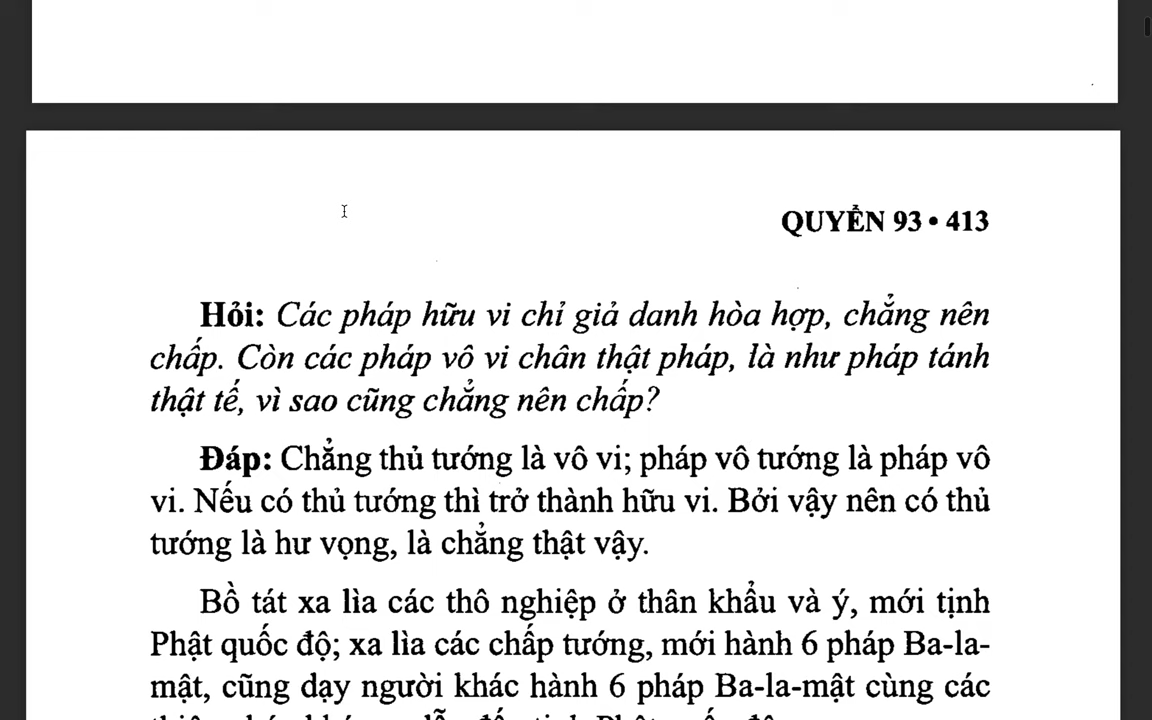 QUYỂN 93 • 413
Hỏi: Các pháp hữu vi chỉ giả danh hòa hợp, chẳng nên
chấp. Còn các pháp vô vi chân thật pháp, là như pháp tánh
thật tế, vì sao cũng chẳng nên chấp?
Đáp: Chẳng thủ tướng là vô vi; pháp vô tướng là pháp vô
vi. Nếu có thủ tướng thì trở thành hữu vi. Bởi vậy nên có thủ
tướng là hư vọng, là chẳng thật vậy.
Bồ tát xa lìa các thô nghiệp ở thân khẩu và ý, mới tịnh
Phật quốc độ; xa lìa các chấp tướng, mới hành 6 pháp Ba-la-
mật, cũng dạy người khác hành 6 pháp Ba-la-mật cùng các